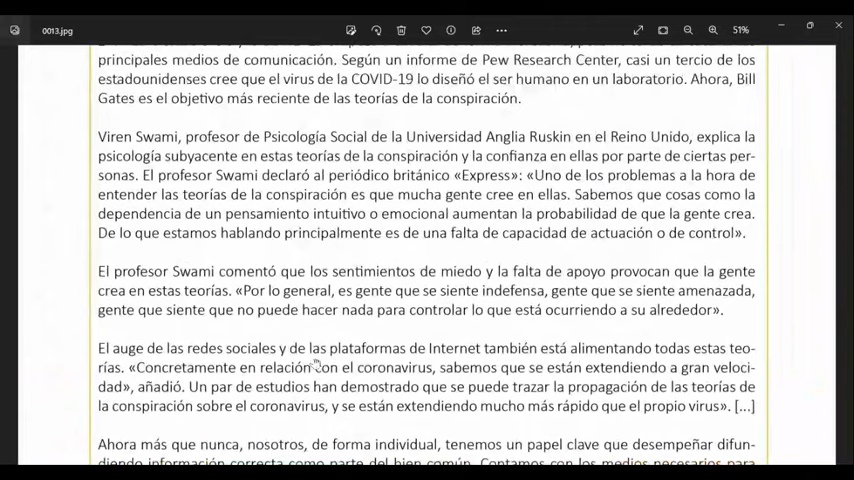 0013.jpg
51%
principales medios de comunicación. Según un informe de Pew Research Center, casi un tercio de los
estadounidenses cree que el virus de la COVID-19 lo diseñó el ser humano en un laboratorio. Ahora, Bill
Gates es el objetivo más reciente de las teorías de la conspiración.
Viren Swami, profesor de Psicología Social de la Universidad Anglia Ruskin en el Reino Unido, explica la
psicología subyacente en estas teorías de la conspiración y la confianza en ellas por parte de ciertas per-
sonas. El profesor Swami declaró al periódico británico «Express»: «Uno de los problemas a la hora de
entender las teorías de la conspiración es que mucha gente cree en ellas. Sabemos que cosas como la
dependencia de un pensamiento intuitivo o emocional aumentan la probabilidad de que la gente crea.
De lo que estamos hablando principalmente es de una falta de capacidad de actuación o de control».
El profesor Swami comentó que los sentimientos de miedo y la falta de apoyo provocan que la gente
crea en estas teorías. «Por lo general, es gente que se siente indefensa, gente que se siente amenazada,
gente que siente que no puede hacer nada para controlar lo que está ocurriendo a su alrededor».
El auge de las redes sociales y de las plataformas de Internet también está alimentando todas estas teo-
rías. «Concretamente en relación con el coronavirus, sabemos que se están extendiendo a gran veloci-
dad», añadió. Un par de estudios han demostrado que se puede trazar la propagación de las teorías de
la conspiración sobre el coronavirus, y se están extendiendo mucho más rápido que el propio virus». [...]
Ahora más que nunca, nosotros, de forma individual, tenemos un papel clave que desempeñar difun-
diendo información correcta como parte del bien común. Contamos con los medios necesarios para